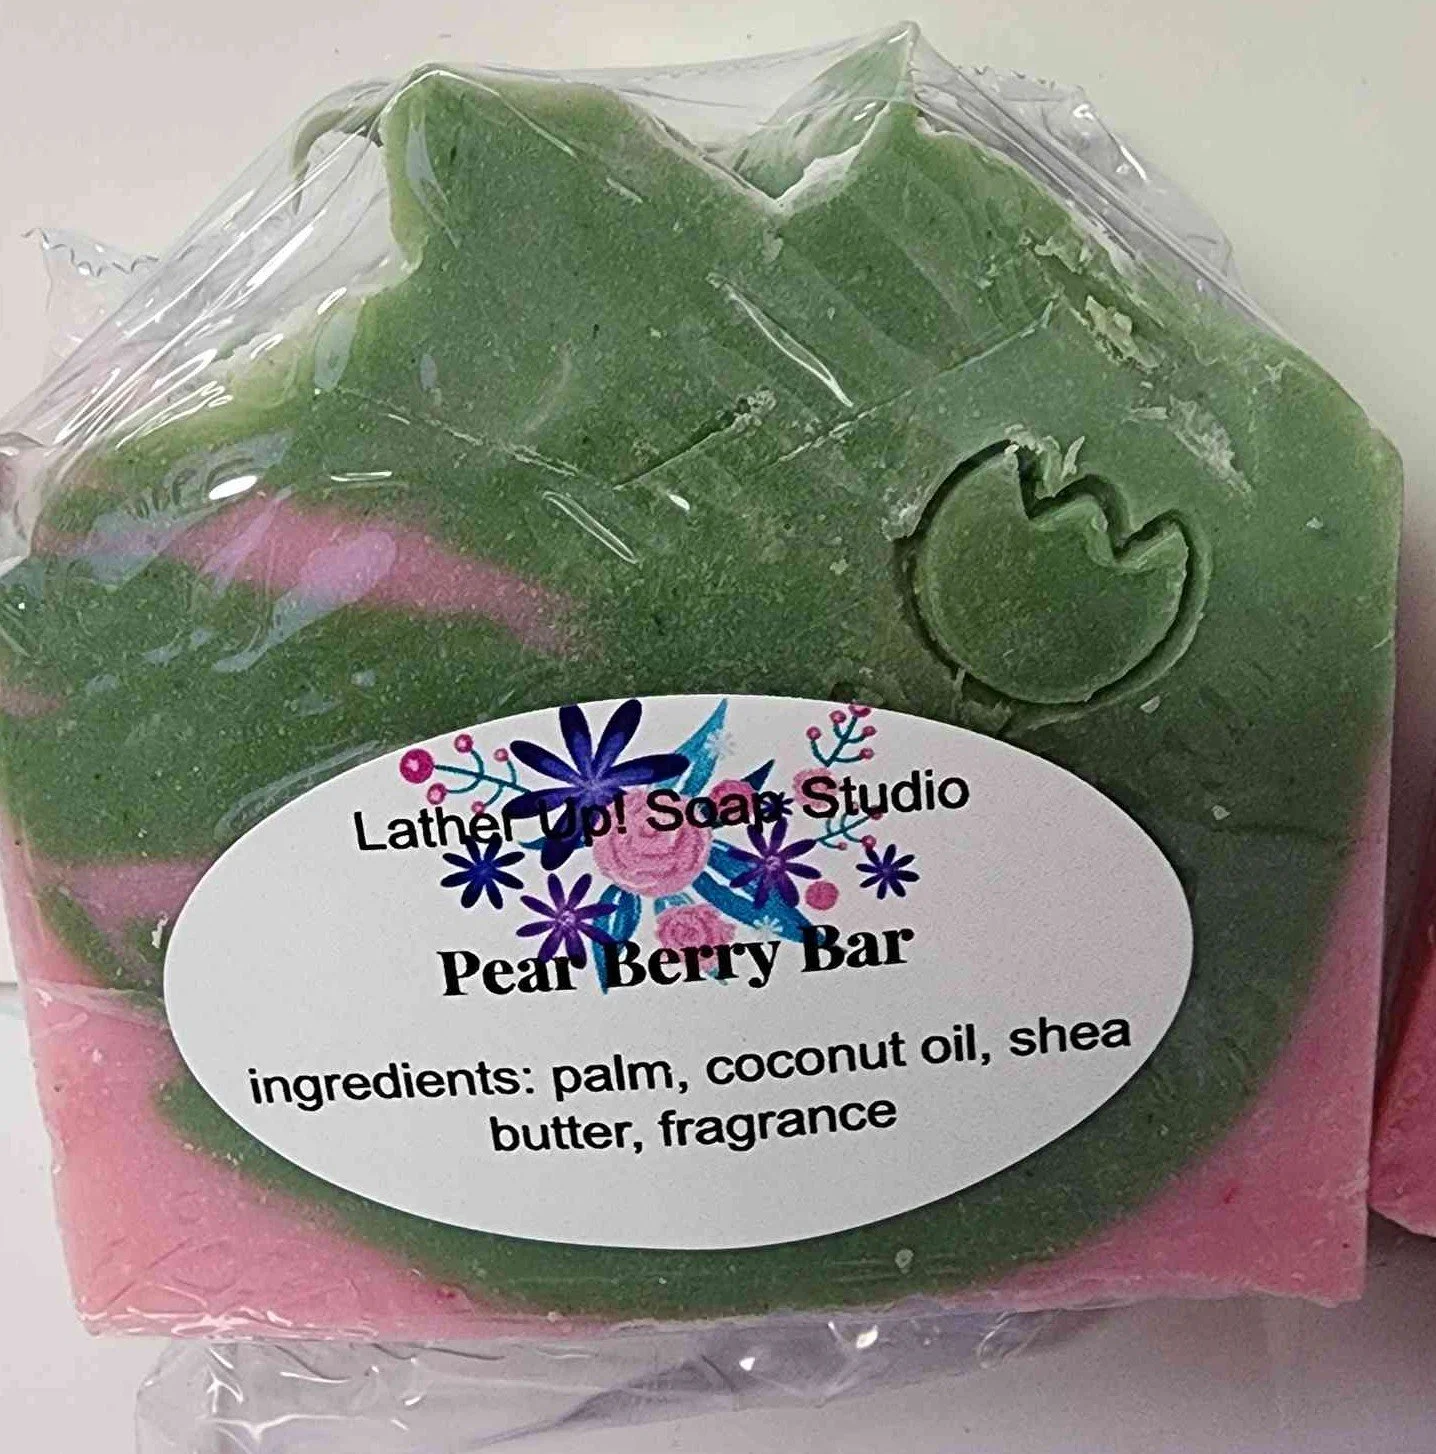 Lather Up! Soap Studio
Pear Berry Bar
ingredients: palm, coconut oil, shea
butter, fragrance